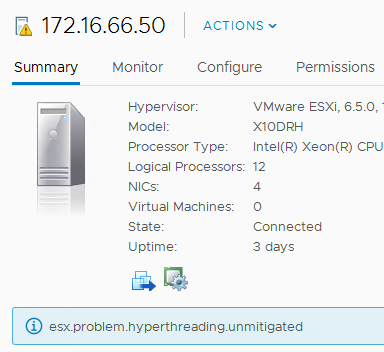 172.16.66.50 ACTIONS
Summary Monitor Configure Permissions
Hypervisor: VMware ESXi, 6.5.0,
Model: X10DRH
Processor Type: Intel(R) Xeon(R) CPU
Logical Processors: 12
NICs: 4
Virtual Machines: 0
State: Connected
Uptime: 3 days
esx.problem.hyperthreading.unmitigated